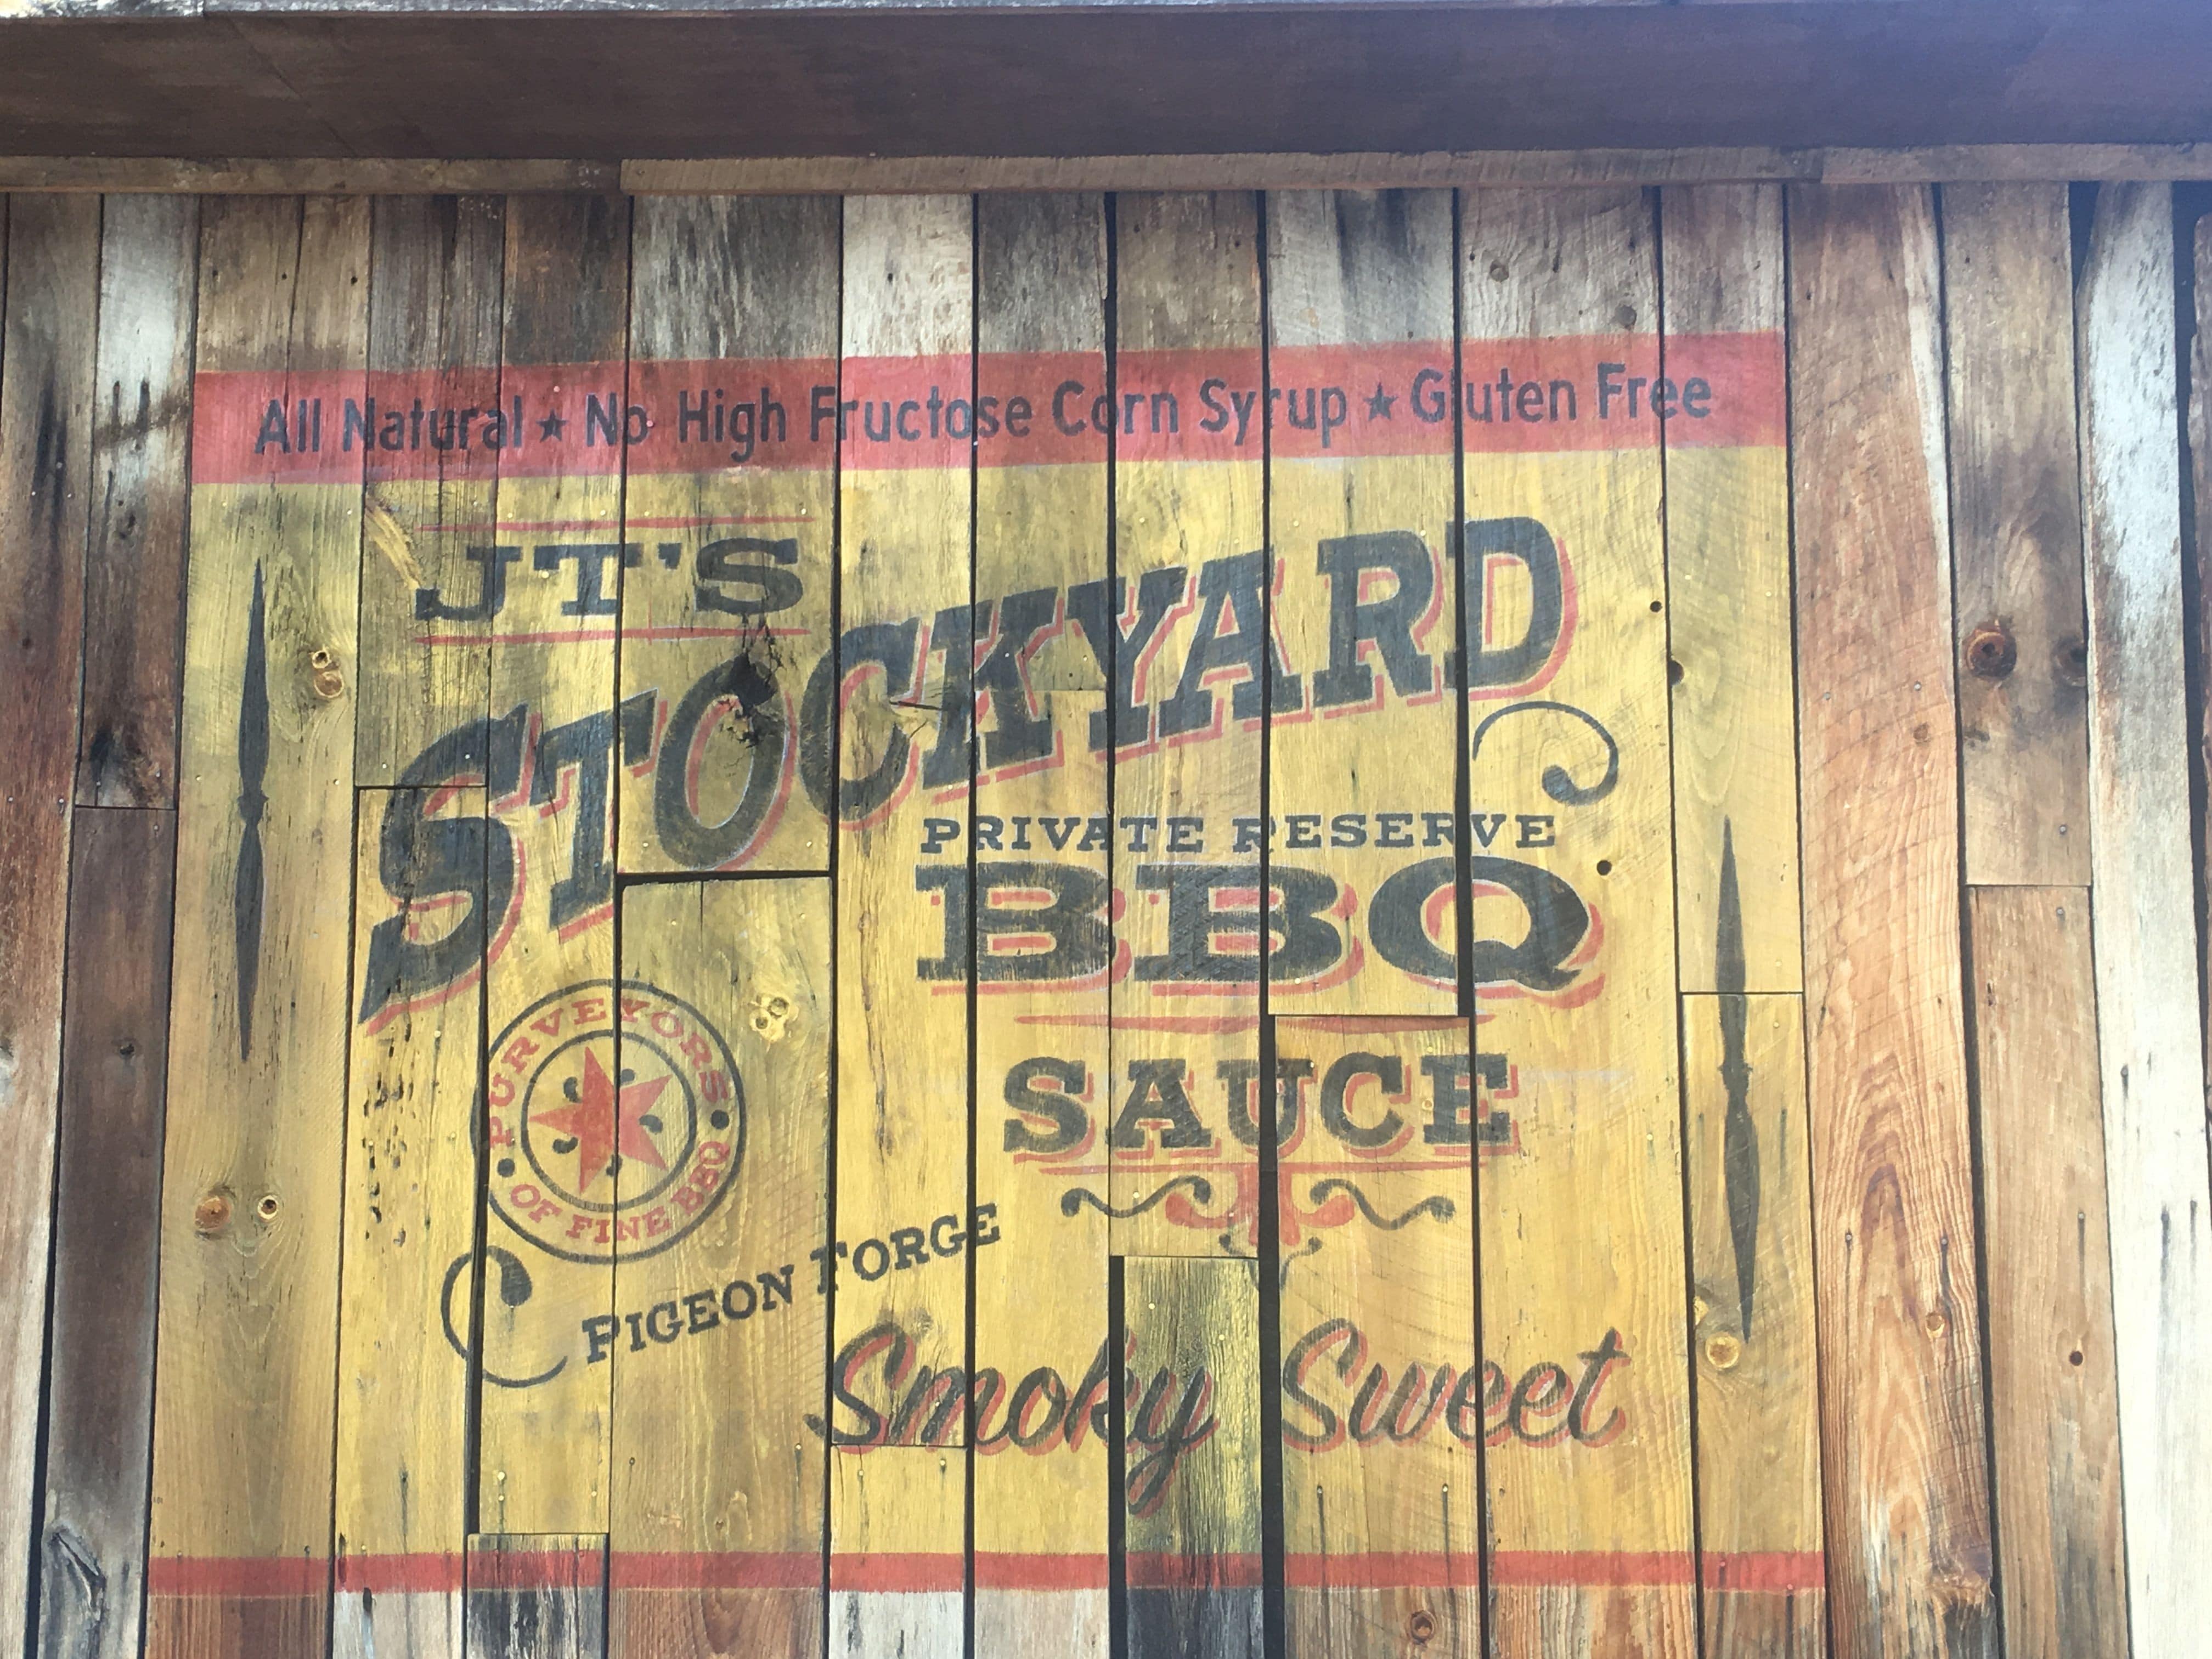 All Natural ★ No High Fructose Corn Syrup ★ Gluten Free
JT'S
STOCKYARD
PRIVATE RESERVE
BBQ
SAUCE
PURVEYORS
OF FINE BBQ
PIGEON FORGE
Smoky Sweet